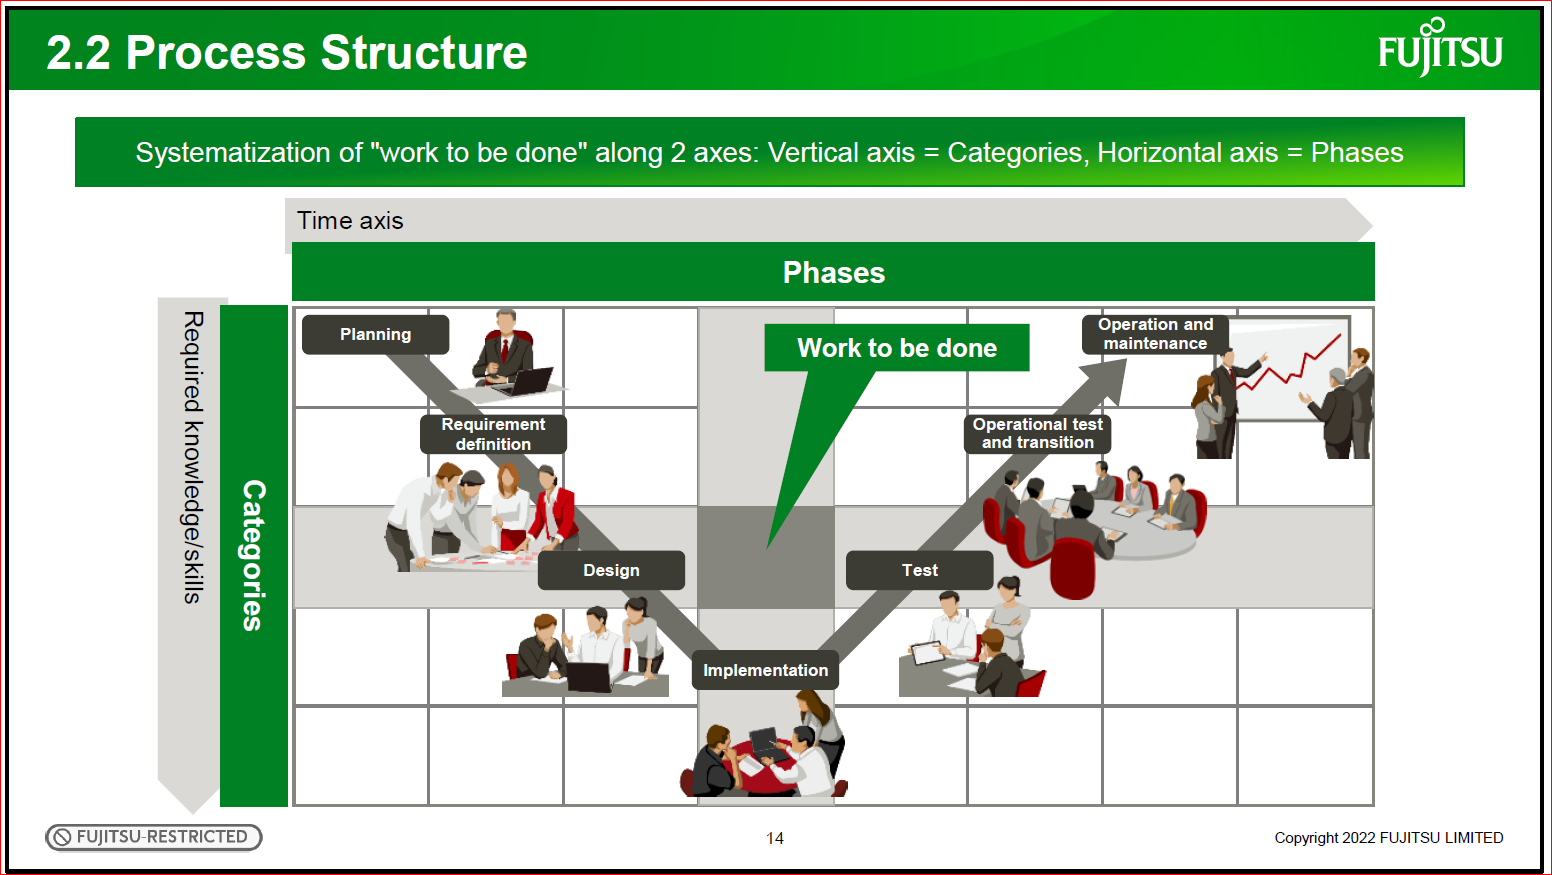 2.2 Process Structure
FUJITSU
Systematization of "work to be done" along 2 axes: Vertical axis = Categories, Horizontal axis = Phases
Time axis
Phases
Required knowledge/skills
Categories
Planning
Work to be done
Operation and
maintenance
Requirement
definition
Operational test
and transition
Design
Test
Implementation
FUJITSU-RESTRICTED
14
Copyright 2022 FUJITSU LIMITED